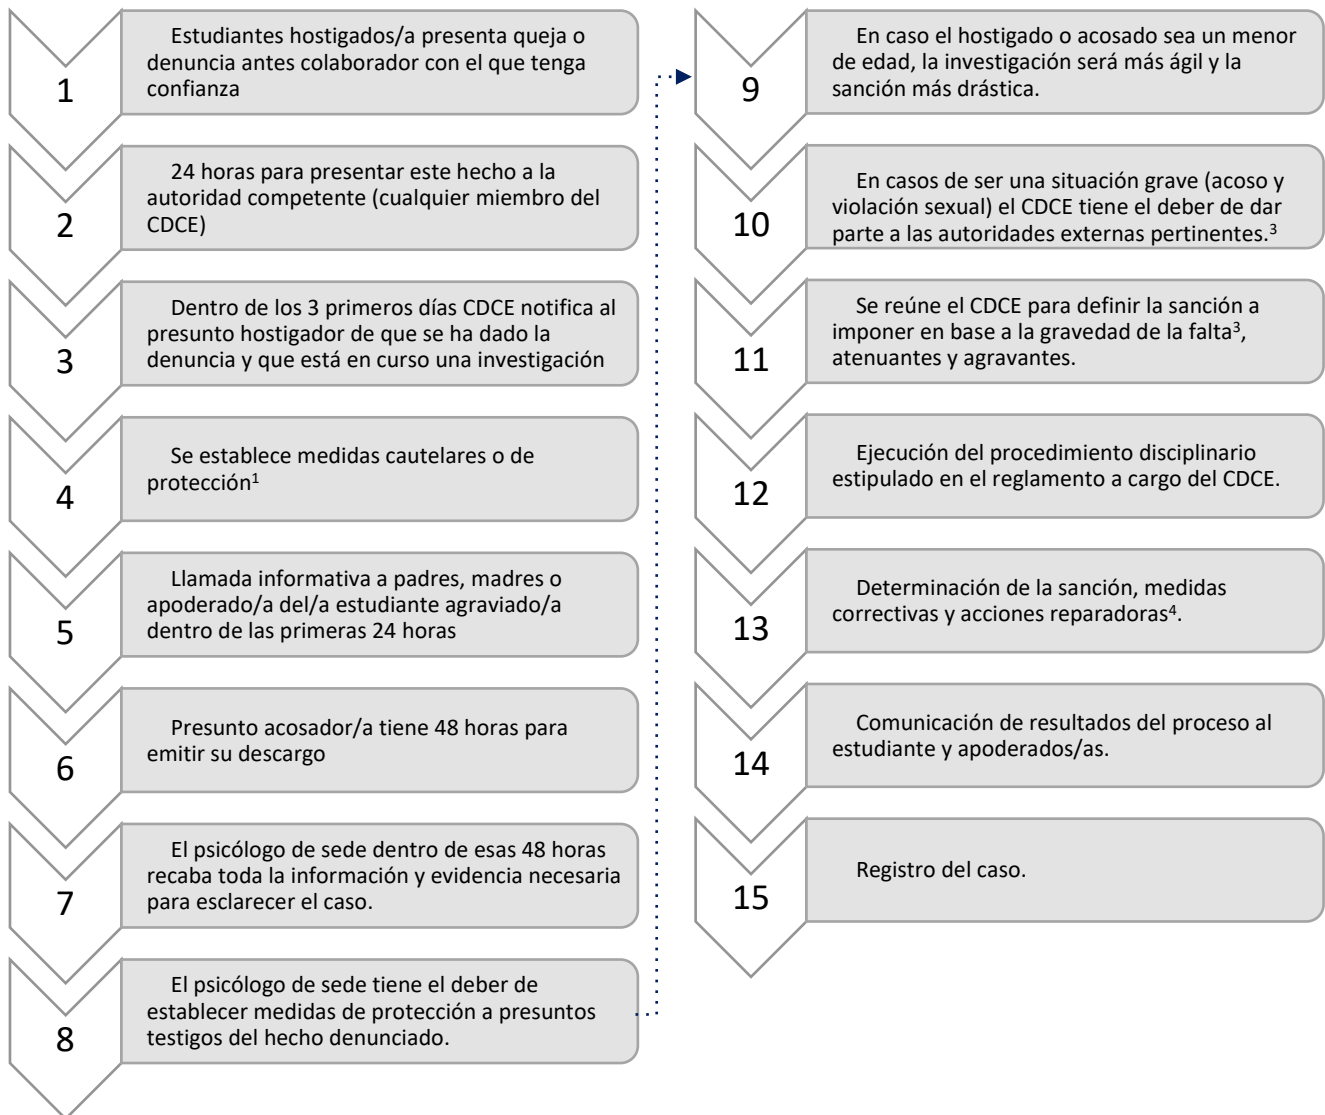 1
Estudiantes hostigados/a presenta queja o
denuncia antes colaborador con el que tenga
confianza
2
24 horas para presentar este hecho a la
autoridad competente (cualquier miembro del
CDCE)
3
Dentro de los 3 primeros días CDCE notifica al
presunto hostigador de que se ha dado la
denuncia y que está en curso una investigación
4
Se establece medidas cautelares o de
protección¹
5
Llamada informativa a padres, madres o
apoderado/a del/a estudiante agraviado/a
dentro de las primeras 24 horas
6
Presunto acosador/a tiene 48 horas para
emitir su descargo
7
El psicólogo de sede dentro de esas 48 horas
recaba toda la información y evidencia necesaria
para esclarecer el caso.
8
El psicólogo de sede tiene el deber de
establecer medidas de protección a presuntos
testigos del hecho denunciado.
9
En caso el hostigado o acosado sea un menor
de edad, la investigación será más ágil y la
sanción más drástica.
10
En casos de ser una situación grave (acoso y
violación sexual) el CDCE tiene el deber de dar
parte a las autoridades externas pertinentes.³
11
Se reúne el CDCE para definir la sanción a
imponer en base a la gravedad de la falta³,
atenuantes y agravantes.
12
Ejecución del procedimiento disciplinario
estipulado en el reglamento a cargo del CDCE.
13
Determinación de la sanción, medidas
correctivas y acciones reparadoras⁴.
14
Comunicación de resultados del proceso al
estudiante y apoderados/as.
15
Registro del caso.